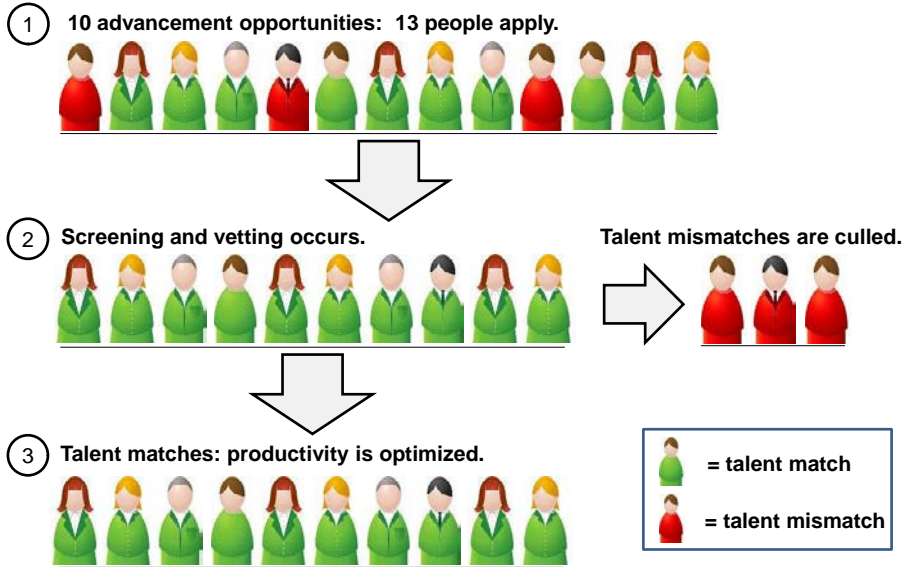 1
10 advancement opportunities: 13 people apply.
2
Screening and vetting occurs.
Talent mismatches are culled.
3
Talent matches: productivity is optimized.
= talent match
= talent mismatch